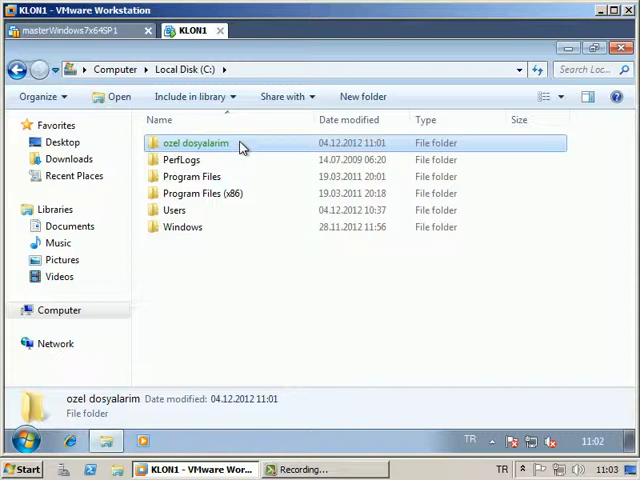 KLON1 - VMware Workstation
masterWindows7x64SP1
KLON1
Computer
Local Disk (C:)
Search Loc...
Organize
Open
Include in library
Share with
New folder
Name
Date modified
Type
Size
Favorites
Desktop
Downloads
Recent Places
Libraries
Documents
Music
Pictures
Videos
Computer
Network
ozel dosyalarim 04.12.2012 11:01 File folder
PerfLogs 14.07.2009 06:20 File folder
Program Files 19.03.2011 20:01 File folder
Program Files (x86) 19.03.2011 20:18 File folder
Users 04.12.2012 10:37 File folder
Windows 28.11.2012 11:56 File folder
ozel dosyalarim Date modified: 04.12.2012 11:01
File folder
TR 11:02
Start
KLON1 - VMware Wor...
Recording...
TR 11:03